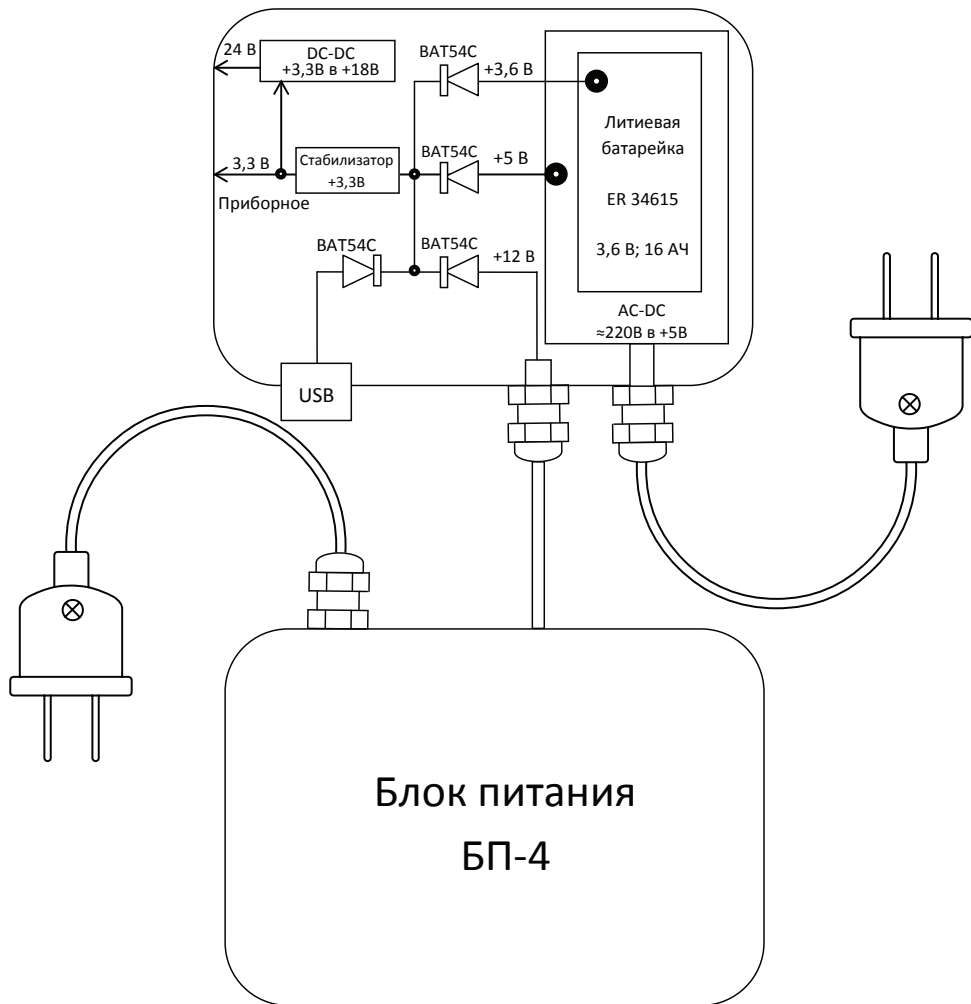 24 В
DC-DC
+3,3В в +18В
BAT54C
+3,6 В
Литиевая
батарейка
ER 34615
3,6 В; 16 АЧ
3,3 В
Стабилизатор
+3,3В
BAT54C
+5 В
Приборное
BAT54C
BAT54C
+12 В
AC-DC
≈220В в +5В
USB
Блок питания
БП-4